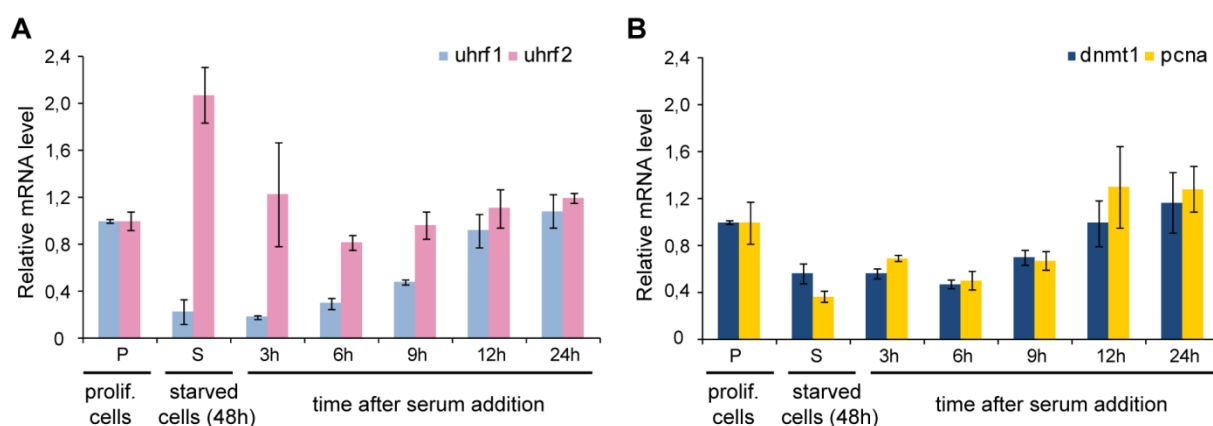 A
uhrf1 uhrf2
Relative mRNA level
2,4
2,0
1,6
1,2
0,8
0,4
0
P S 3h 6h 9h 12h 24h
prolif. cells
starved cells (48h)
time after serum addition
B
dnmt1 pcna
Relative mRNA level
2,4
2,0
1,6
1,2
0,8
0,4
0
P S 3h 6h 9h 12h 24h
prolif. cells
starved cells (48h)
time after serum addition